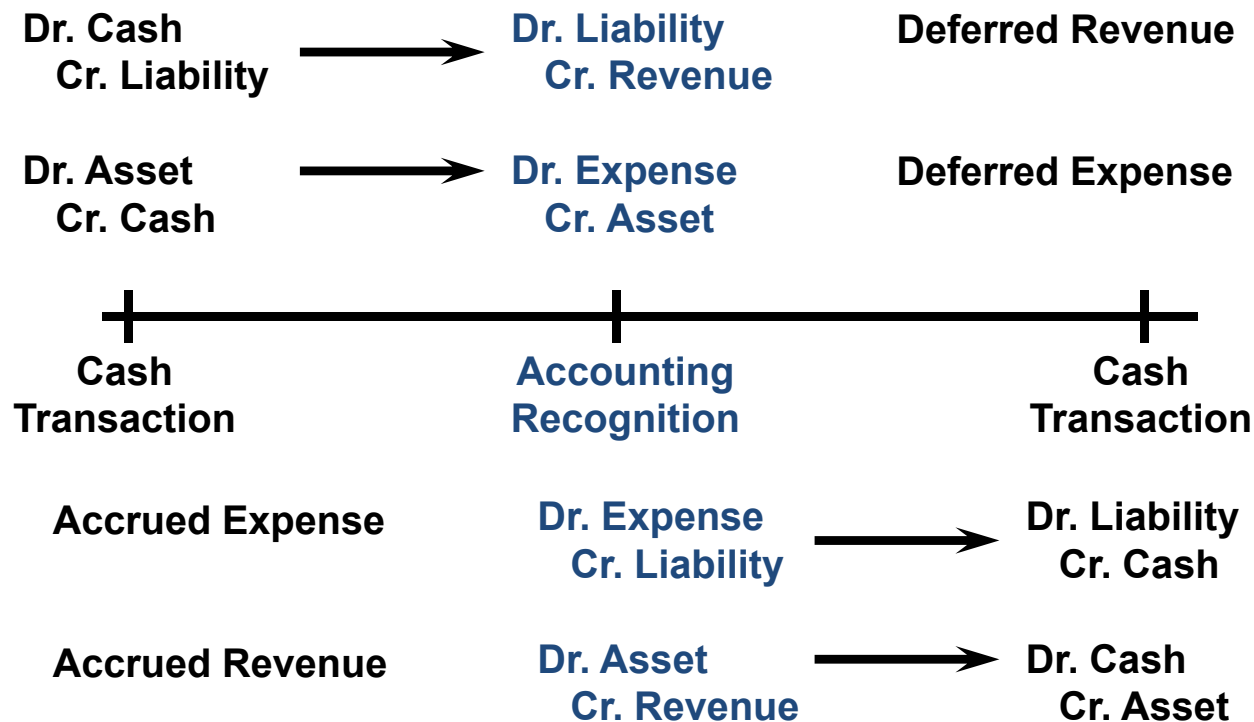 Dr. Cash
Cr. Liability
Dr. Liability
Cr. Revenue
Deferred Revenue
Dr. Asset
Cr. Cash
Dr. Expense
Cr. Asset
Deferred Expense
Cash
Transaction
Accounting
Recognition
Cash
Transaction
Accrued Expense
Dr. Expense
Cr. Liability
Dr. Liability
Cr. Cash
Accrued Revenue
Dr. Asset
Cr. Revenue
Dr. Cash
Cr. Asset